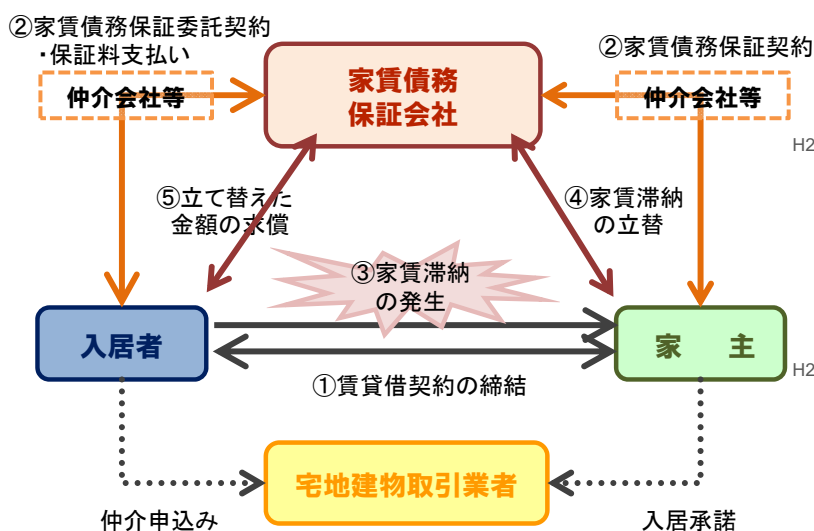 ②家賃債務保証委託契約
・保証料支払い
②家賃債務保証契約
家賃債務
保証会社
仲介会社等
仲介会社等
H2
⑤立て替えた
金額の求償
④家賃滞納
の立替
③家賃滞納
の発生
入居者
家　主
H2
①賃貸借契約の締結
宅地建物取引業者
仲介申込み
入居承諾